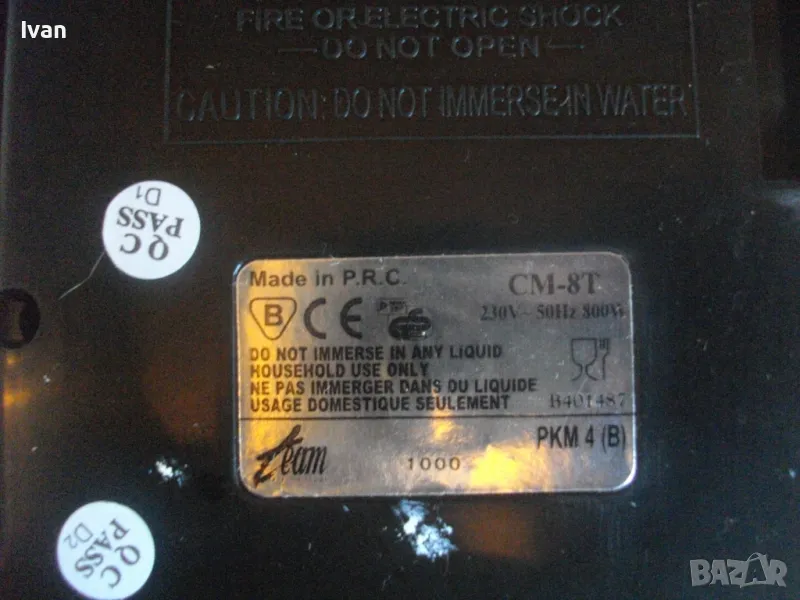 Ivan
FIRE OR ELECTRIC SHOCK
DO NOT OPEN
CAUTION: DO NOT IMMERSE IN WATER
QC
PASS
D1
Made in P.R.C.
CM-8T
230V~ 50Hz 800W
B CE
DO NOT IMMERSE IN ANY LIQUID
HOUSEHOLD USE ONLY
NE PAS IMMERGER DANS OU LIQUIDE
USAGE DOMESTIQUE SEULEMENT
B401487
team
1000
PKM 4 (B)
QC
PASS
D2
BAZAR